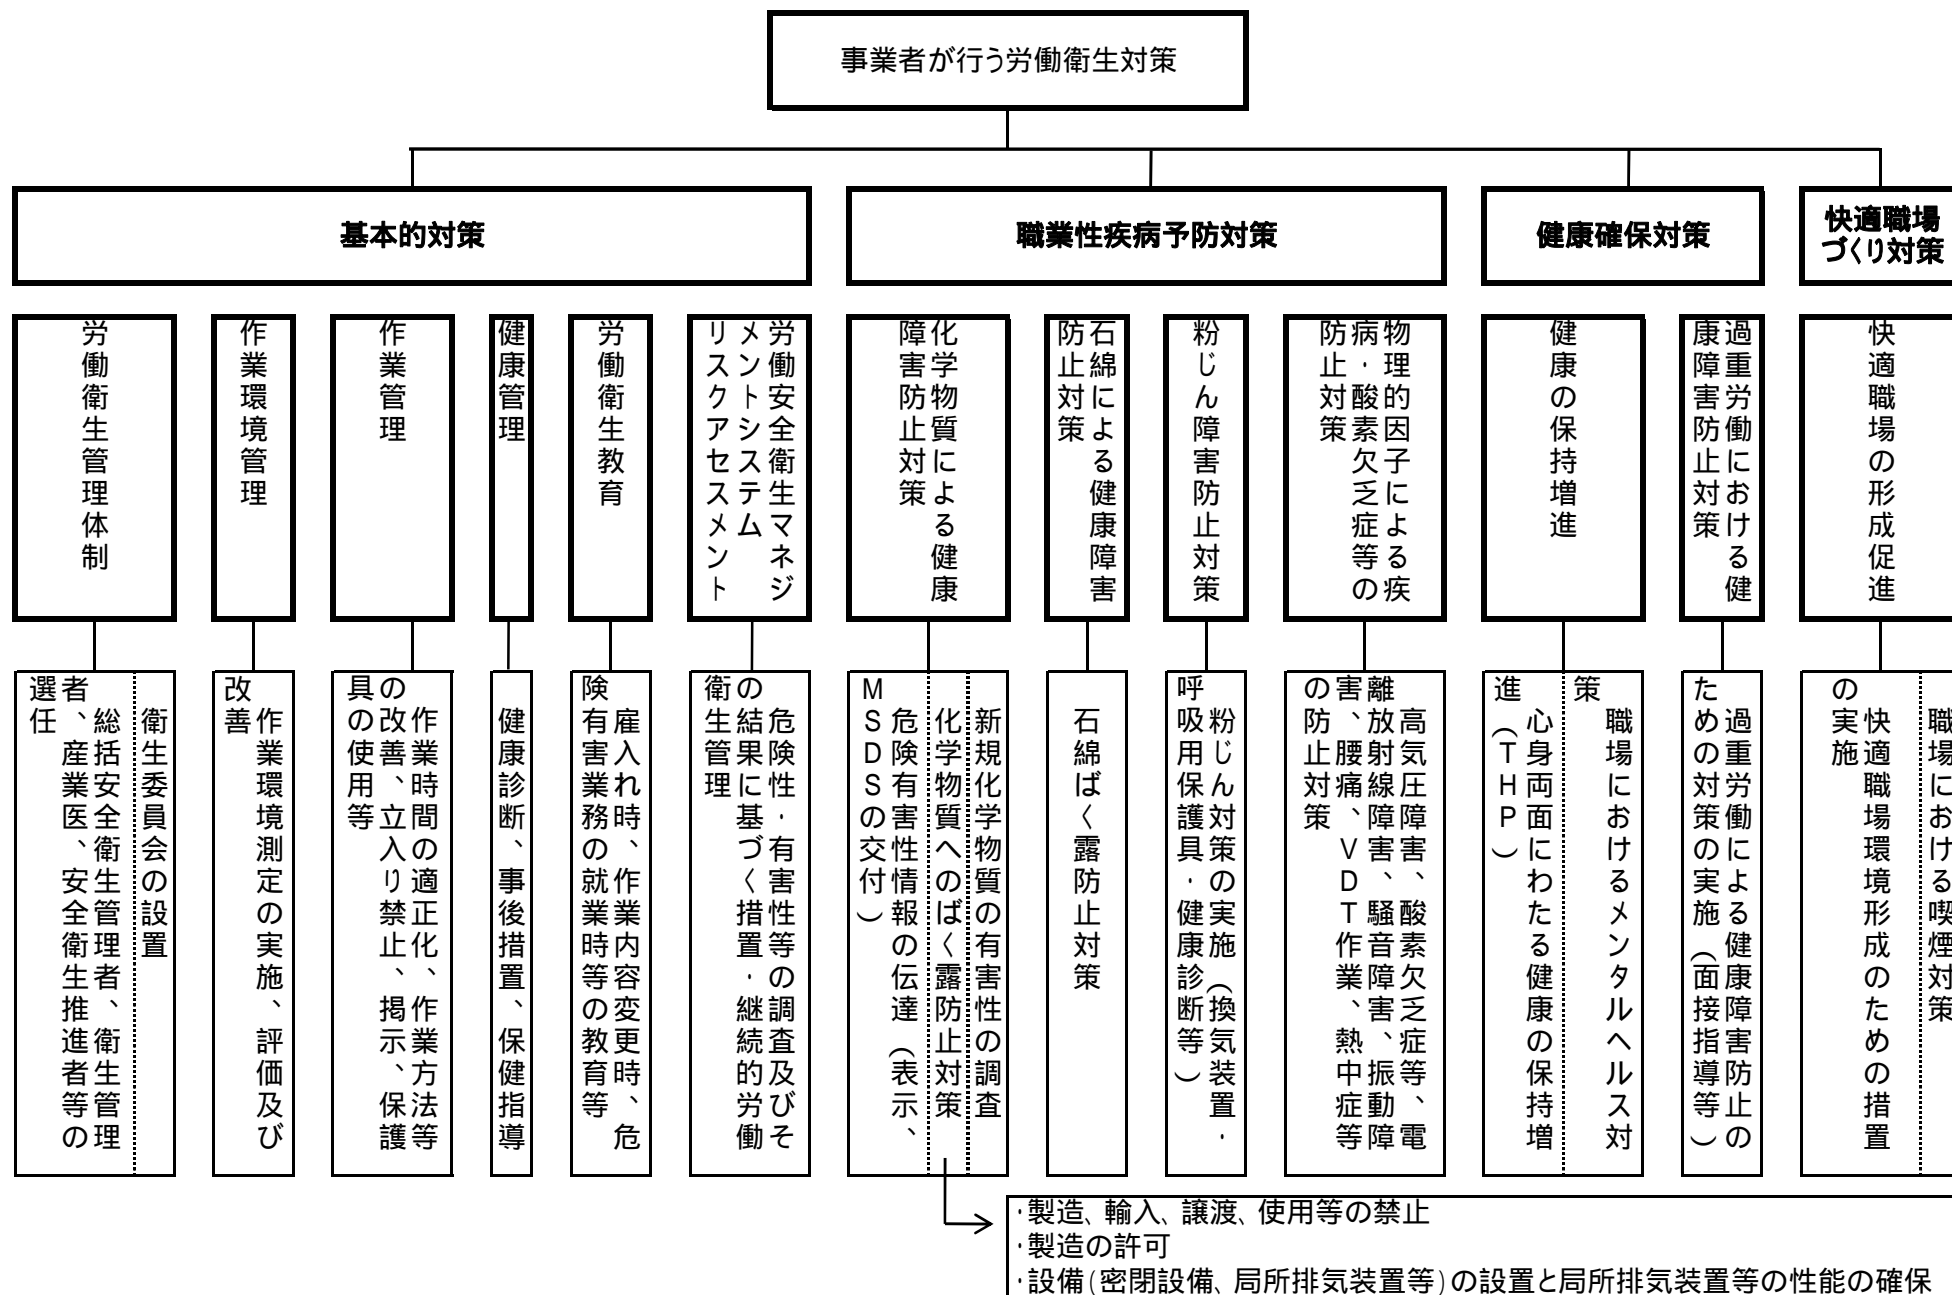 事業者が行う労働衛生対策
基本的対策
職業性疾病予防対策
健康確保対策
快適職場
づくり対策
労働衛生管理体制
作業環境管理
作業管理
健康管理
労働衛生教育
労働安全衛生マネジ
メントシステム
リスクアセスメント
化学物質による健康
障害防止対策
石綿による健康障害
防止対策
粉じん障害防止対策
物理的因子による疾
病・酸素欠乏症等の
防止対策
健康の保持増進
過重労働における健
康障害防止対策
快適職場の形成促進
衛生委員会の設置
総括安全衛生管理者、衛生管理
者、産業医、安全衛生推進者等の
選任
作業環境測定の実施、評価及び
改善
作業時間の適正化、作業方法等
の改善、立入り禁止、掲示、保護
具の使用等
健康診断、事後措置、保健指導
雇入れ時、作業内容変更時、危
険有害業務の就業時等の教育等
危険性・有害性等の調査及びそ
の結果に基づく措置・継続的労働
衛生管理
新規化学物質の有害性の調査
化学物質へのばく露防止対策
危険有害性情報の伝達（表示、
MSDSの交付）
石綿ばく露防止対策
粉じん対策の実施（換気装置・
呼吸用保護具・健康診断等）
高気圧障害、酸素欠乏症等、電
離放射線障害、騒音障害、振動障
害、腰痛、VDT作業、熱中症等
の防止対策
職場におけるメンタルヘルス対
策
心身両面にわたる健康の保持増
進（THP）
過重労働による健康障害防止の
ための対策の実施（面接指導等）
職場における喫煙対策
快適職場環境形成のための措置
の実施
・製造、輸入、譲渡、使用等の禁止
・製造の許可
・設備(密閉設備、局所排気装置等)の設置と局所排気装置等の性能の確保